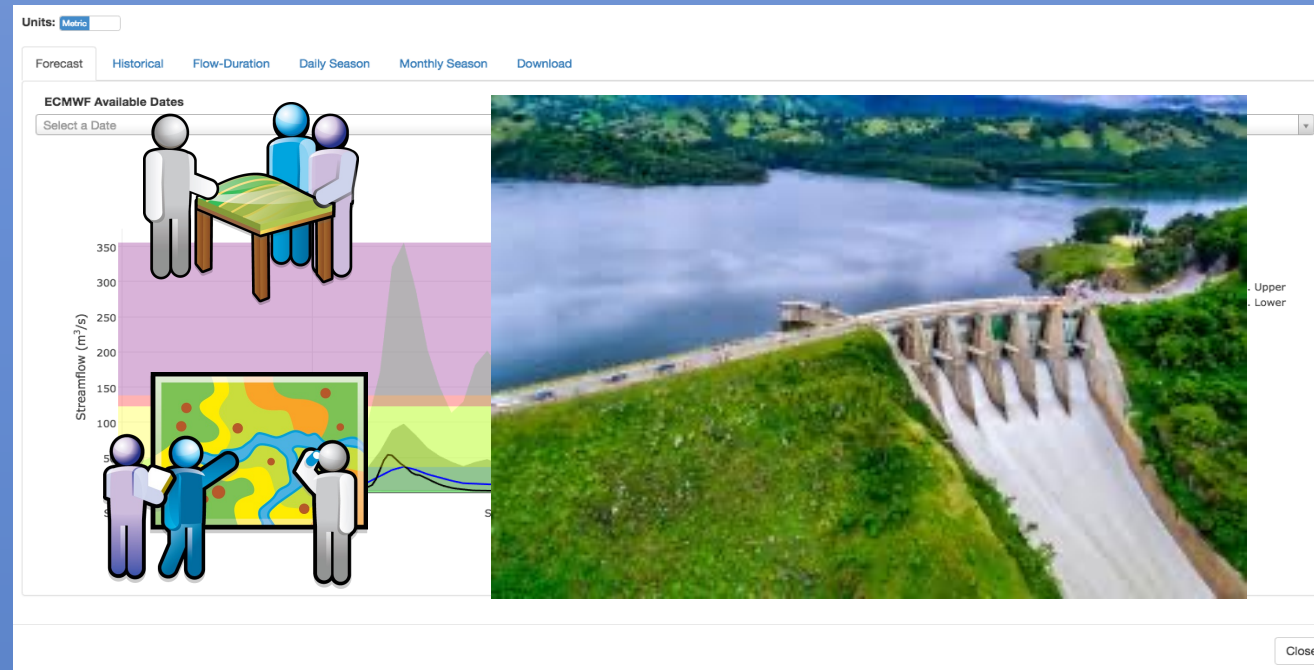 Units: Metric
Forecast Historical Flow-Duration Daily Season Monthly Season Download
ECMWF Available Dates
Select a Date
350
300
250
200
150
100
Streamflow (m³/s)
. Upper
. Lower
Close